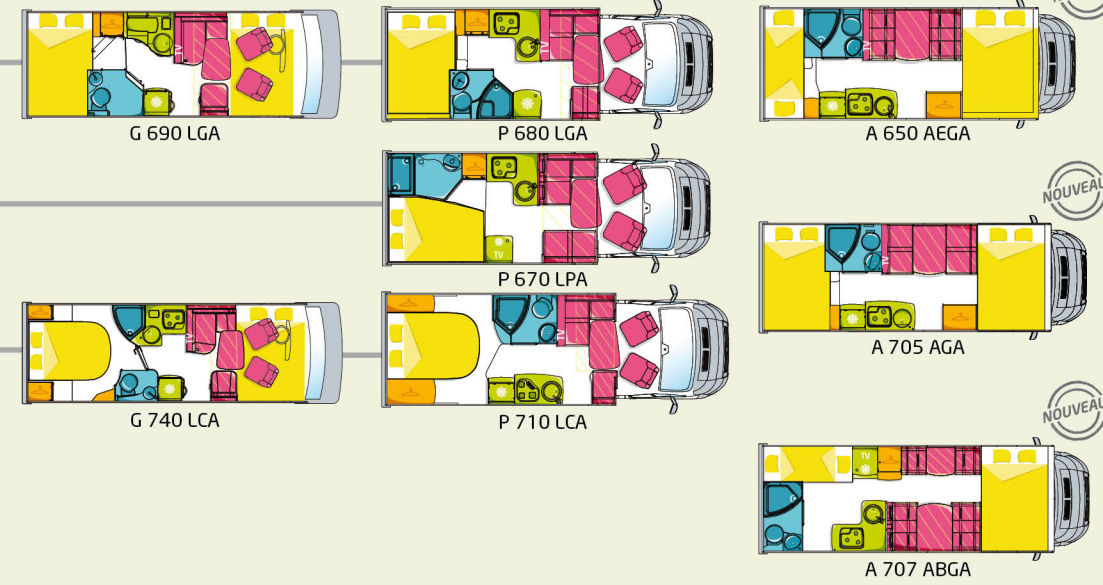 TV
TV
TV
G 690 LGA
P 680 LGA
A 650 AEGA
NOUVEAU
TV
P 670 LPA
TV
A 705 AGA
TV
TV
G 740 LCA
P 710 LCA
NOUVEAU
TV
A 707 ABGA